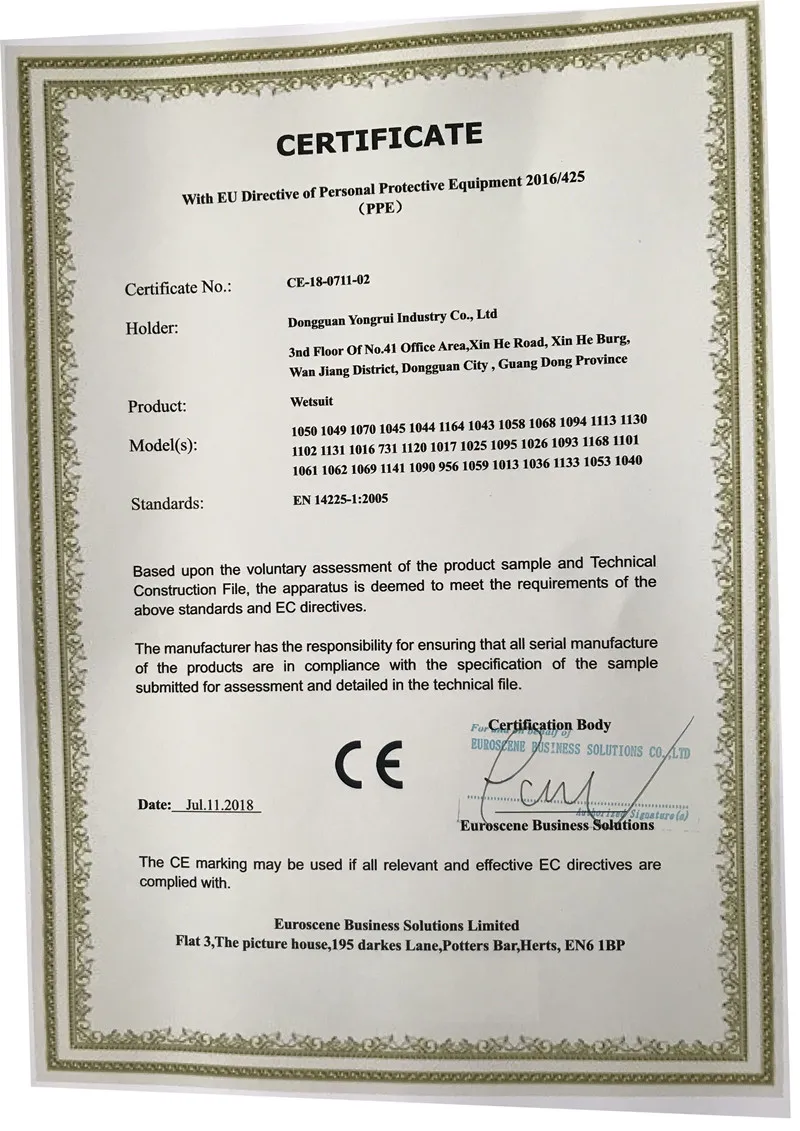 CERTIFICATE
With EU Directive of Personal Protective Equipment 2016/425
(PPE)
Certificate No.: CE-18-0711-02
Holder: Dongguan Yongrui Industry Co., Ltd
3nd Floor Of No.41 Office Area,Xin He Road, Xin He Burg,
Wan Jiang District, Dongguan City , Guang Dong Province
Product: Wetsuit
Model(s): 1050 1049 1070 1045 1044 1164 1043 1058 1068 1094 1113 1130
1102 1131 1016 731 1120 1017 1025 1095 1026 1093 1168 1101
1061 1062 1069 1141 1090 956 1059 1013 1036 1133 1053 1040
Standards: EN 14225-1:2005
Based upon the voluntary assessment of the product sample and Technical
Construction File, the apparatus is deemed to meet the requirements of the
above standards and EC directives.
The manufacturer has the responsibility for ensuring that all serial manufacture
of the products are in compliance with the specification of the sample
submitted for assessment and detailed in the technical file.
Certification Body
For and on behalf of
EUROSCENE BUSINESS SOLUTIONS CO.,LTD
CE
Date: Jul.11.2018
Authorized Signature(s)
Euroscene Business Solutions
The CE marking may be used if all relevant and effective EC directives are
complied with.
Euroscene Business Solutions Limited
Flat 3,The picture house,195 darkes Lane,Potters Bar,Herts, EN6 1BP